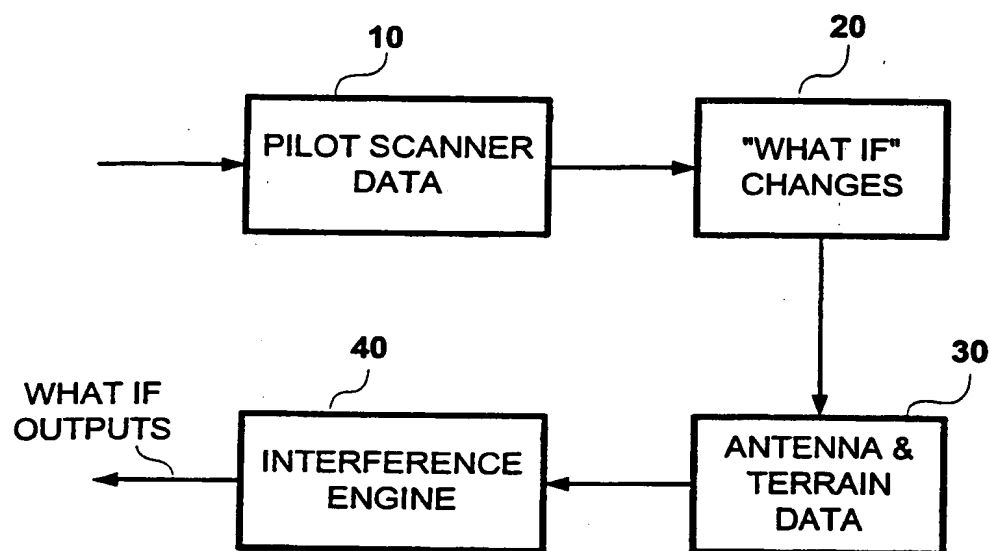 10
PILOT SCANNER
DATA
20
"WHAT IF"
CHANGES
30
ANTENNA &
TERRAIN
DATA
40
INTERFERENCE
ENGINE
WHAT IF
OUTPUTS